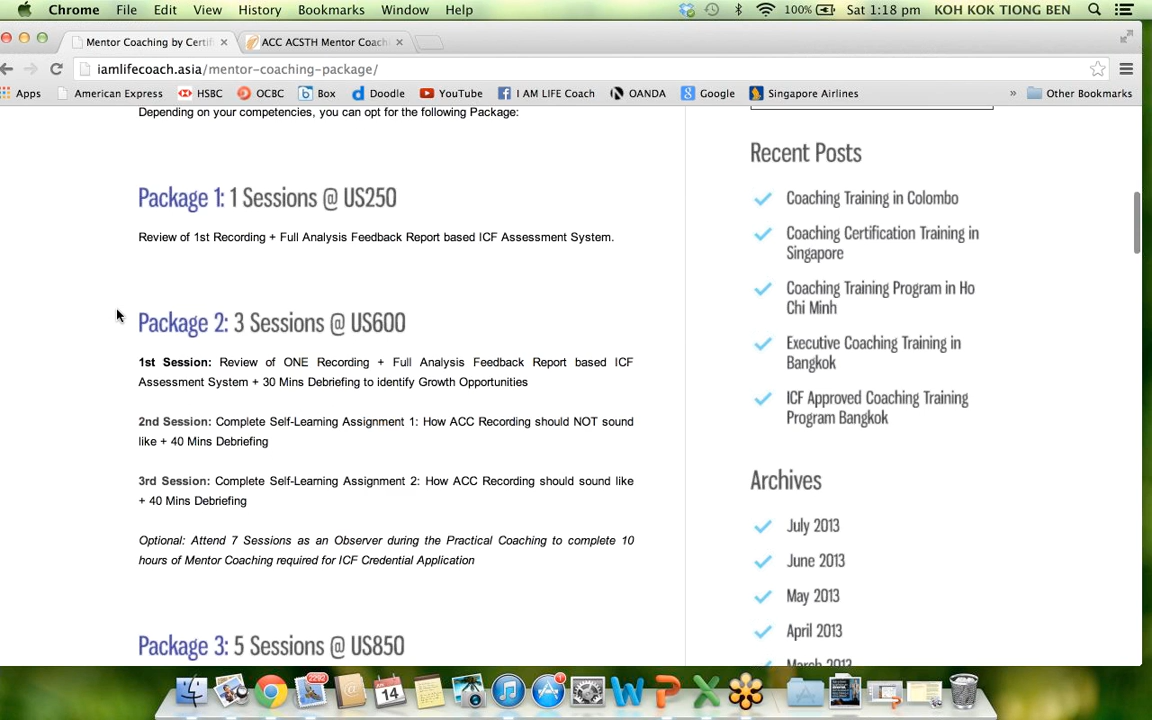 Chrome File Edit View History Bookmarks Window Help 100% Sat 1:18 pm KOH KOK TIONG BEN
Mentor Coaching by Certif × ACC ACSTH Mentor Coach ×
iamlifecoach.asia/mentor-coaching-package/
Apps American Express HSBC OCBC Box Doodle YouTube I AM LIFE Coach OANDA Google Singapore Airlines » Other Bookmarks
Depending on your competencies, you can opt for the following Package:
Package 1: 1 Sessions @ US250
Review of 1st Recording + Full Analysis Feedback Report based ICF Assessment System.
Package 2: 3 Sessions @ US600
1st Session: Review of ONE Recording + Full Analysis Feedback Report based ICF
Assessment System + 30 Mins Debriefing to identify Growth Opportunities
2nd Session: Complete Self-Learning Assignment 1: How ACC Recording should NOT sound
like + 40 Mins Debriefing
3rd Session: Complete Self-Learning Assignment 2: How ACC Recording should sound like
+ 40 Mins Debriefing
Optional: Attend 7 Sessions as an Observer during the Practical Coaching to complete 10
hours of Mentor Coaching required for ICF Credential Application
Package 3: 5 Sessions @ US850
Recent Posts
Coaching Training in Colombo
Coaching Certification Training in
Singapore
Coaching Training Program in Ho
Chi Minh
Executive Coaching Training in
Bangkok
ICF Approved Coaching Training
Program Bangkok
Archives
July 2013
June 2013
May 2013
April 2013
March 2013
2292
14